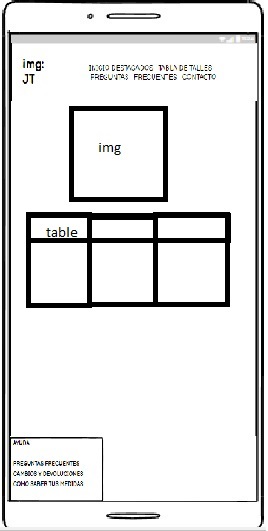 img:
JT
INICIO DESTACADOS TABLA DE TALLES
PREGUNTAS FRECUENTES CONTACTO
img
table
AYUDA
PREGUNTAS FRECUENTES
CAMBIOS Y DEVOLUCIONES
COMO SABER TUS MEDIDAS